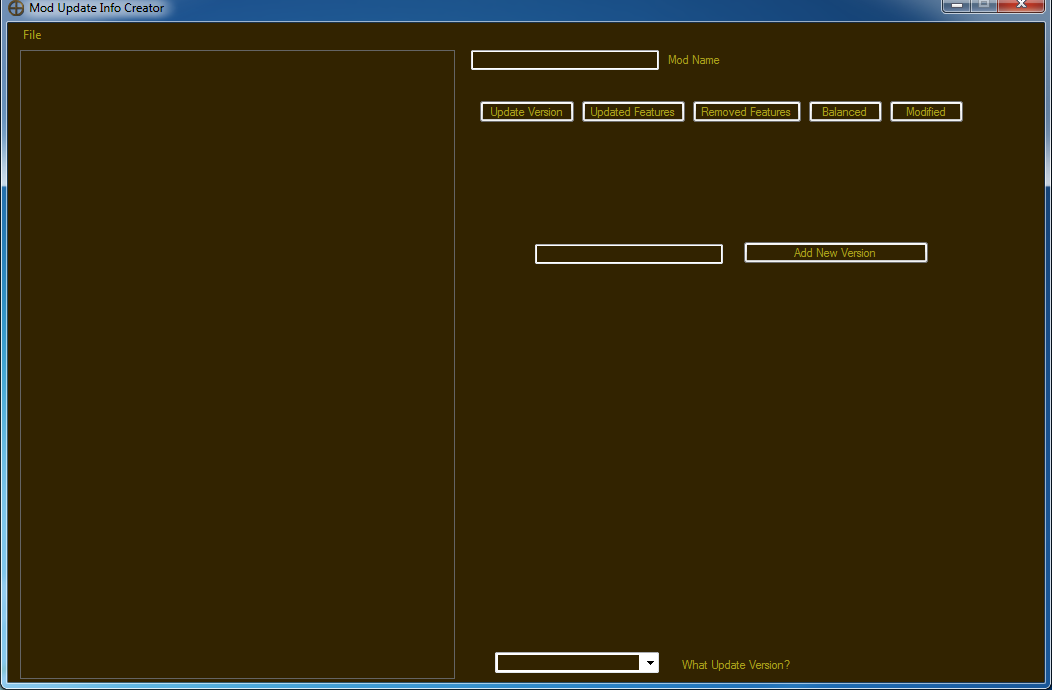 Mod Update Info Creator
File
Mod Name
Update Version Updated Features Removed Features Balanced Modified
Add New Version
What Update Version?